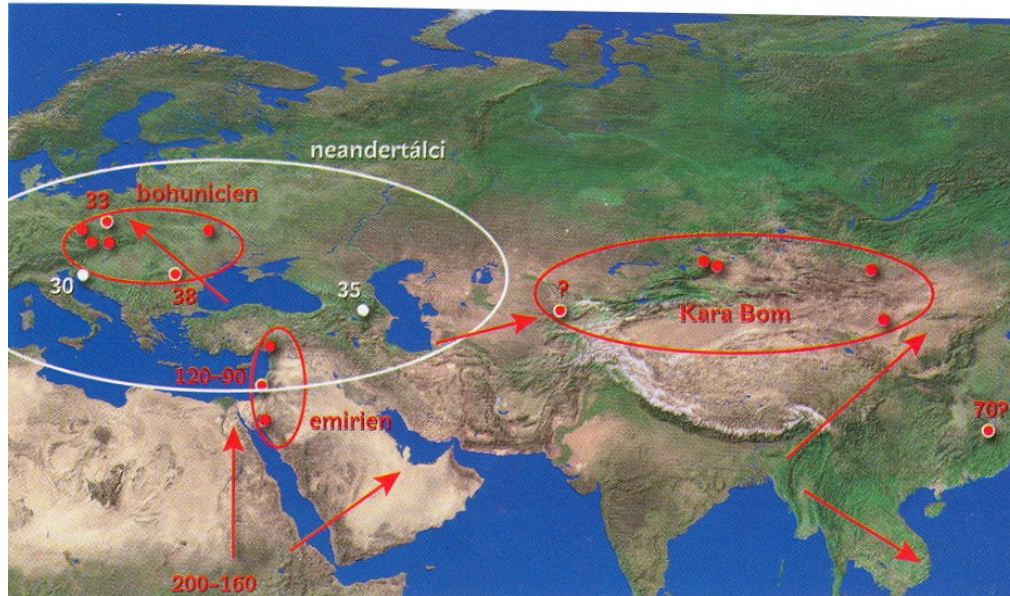 neandertálci
bohunicien
33
30
38
35
?
Kara Bom
120–90
emirien
70?
200–160